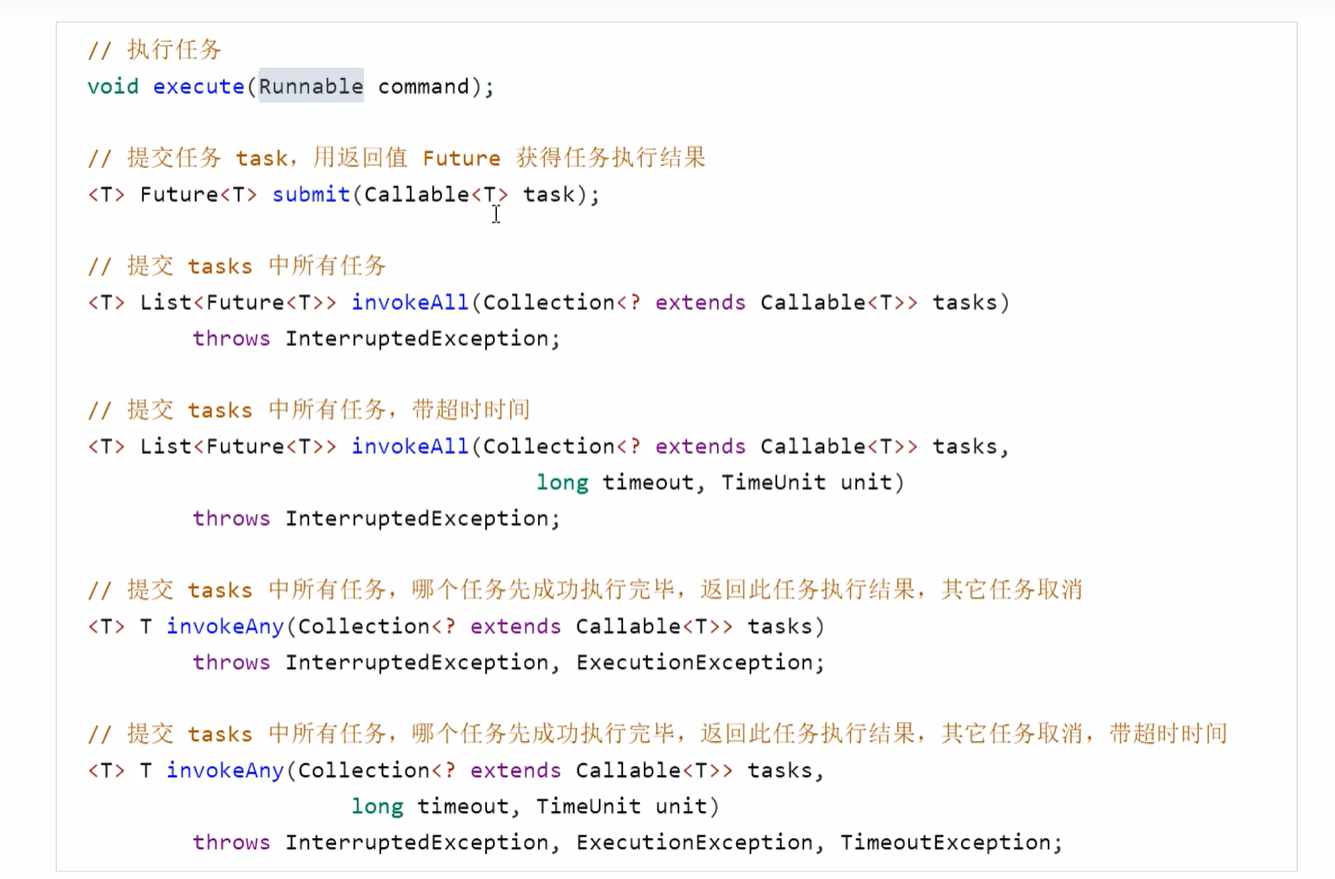 // 执行任务
void execute(Runnable command);
// 提交任务 task，用返回值 Future 获得任务执行结果
<T> Future<T> submit(Callable<T> task);
// 提交 tasks 中所有任务
<T> List<Future<T>> invokeAll(Collection<? extends Callable<T>> tasks)
throws InterruptedException;
// 提交 tasks 中所有任务，带超时时间
<T> List<Future<T>> invokeAll(Collection<? extends Callable<T>> tasks,
long timeout, TimeUnit unit)
throws InterruptedException;
// 提交 tasks 中所有任务，哪个任务先成功执行完毕，返回此任务执行结果，其它任务取消
<T> T invokeAny(Collection<? extends Callable<T>> tasks)
throws InterruptedException, ExecutionException;
// 提交 tasks 中所有任务，哪个任务先成功执行完毕，返回此任务执行结果，其它任务取消，带超时时间
<T> T invokeAny(Collection<? extends Callable<T>> tasks,
long timeout, TimeUnit unit)
throws InterruptedException, ExecutionException, TimeoutException;